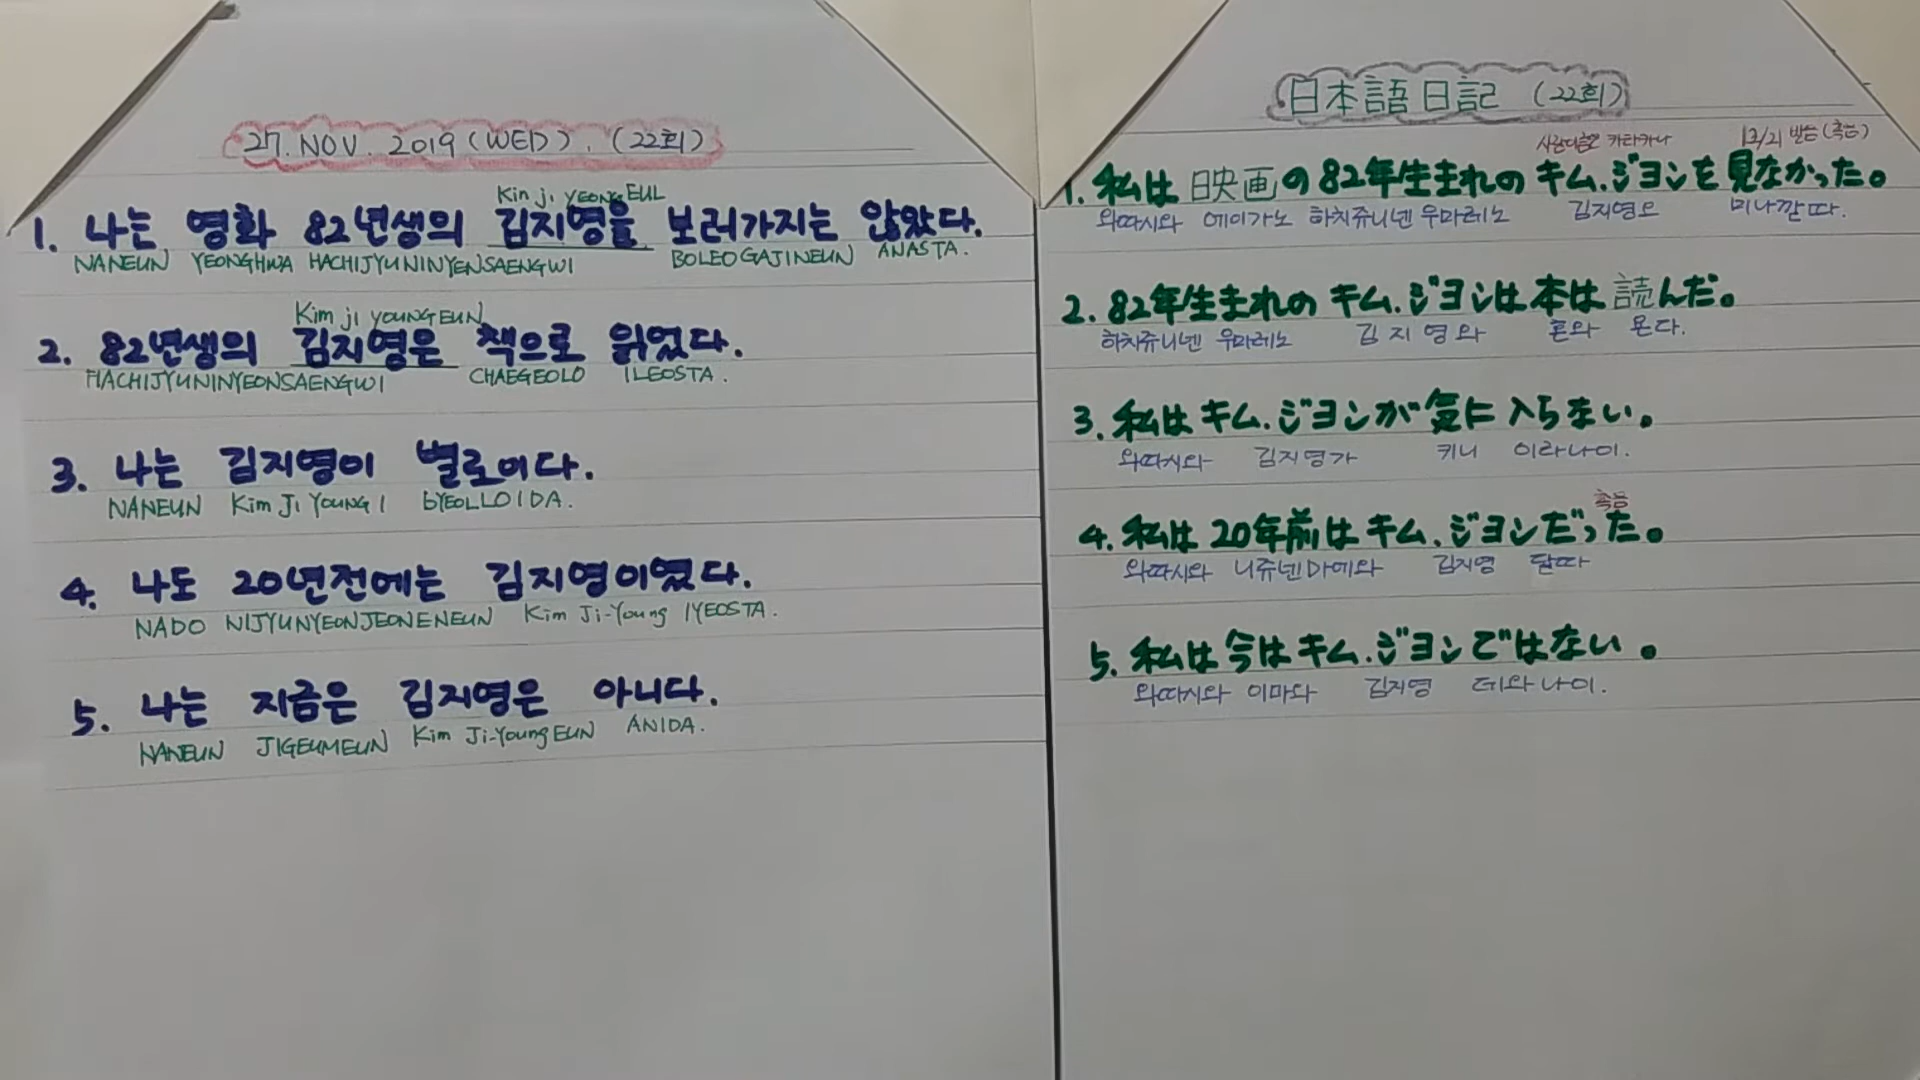 27. NOV. 2019 (WED). (22회)
Kin ji YEONGEUL
1. 나는 영화 82년생의 김지영을 보러가지는 않았다.
NANEUN YEONGHWA HACHIJYUNINYENSAENGWI BOLEOGAJINEUN ANASTA.
Kim ji YOUNGEUN
2. 82년생의 김지영은 책으로 읽었다.
HACHIJYUNINYEONSAENGWI CHAEGEOLO ILEOSTA.
3. 나는 김지영이 별로이다.
NANEUN Kim Ji YOUNG I bYEOLLOIDA.
4. 나도 20년전에는 김지영이였다.
NADO NIJYUNYEONJEONENEUN Kim Ji-Young IYEOSTA.
5. 나는 지금은 김지영은 아니다.
NANEUN JIGEUMEUN Kim Ji-Young EUN ANIDA.
日本語日記 (22회)
카타카나 발음(촉음)
1. 私は 映画の 82年生まれの キム.ジヨンを 見なかった。
와따시와 에이가노 하치쥬니넨 우마레노 김지영오 미나깓따.
2. 82年生まれの キム.ジヨンは 本は 読んだ。
하치쥬니넨 우마레노 김지영와 혼와 욘다.
3. 私は キム.ジヨンが 気に 入らない。
와따시와 김지영가 키니 이라나이.
촉음
4. 私は 20年前は キム.ジヨンだった。
와따시와 니쥬넨마에와 김지영 닫따
5. 私は 今は キム.ジヨンではない。
와따시와 이마와 김지영 데와나이.